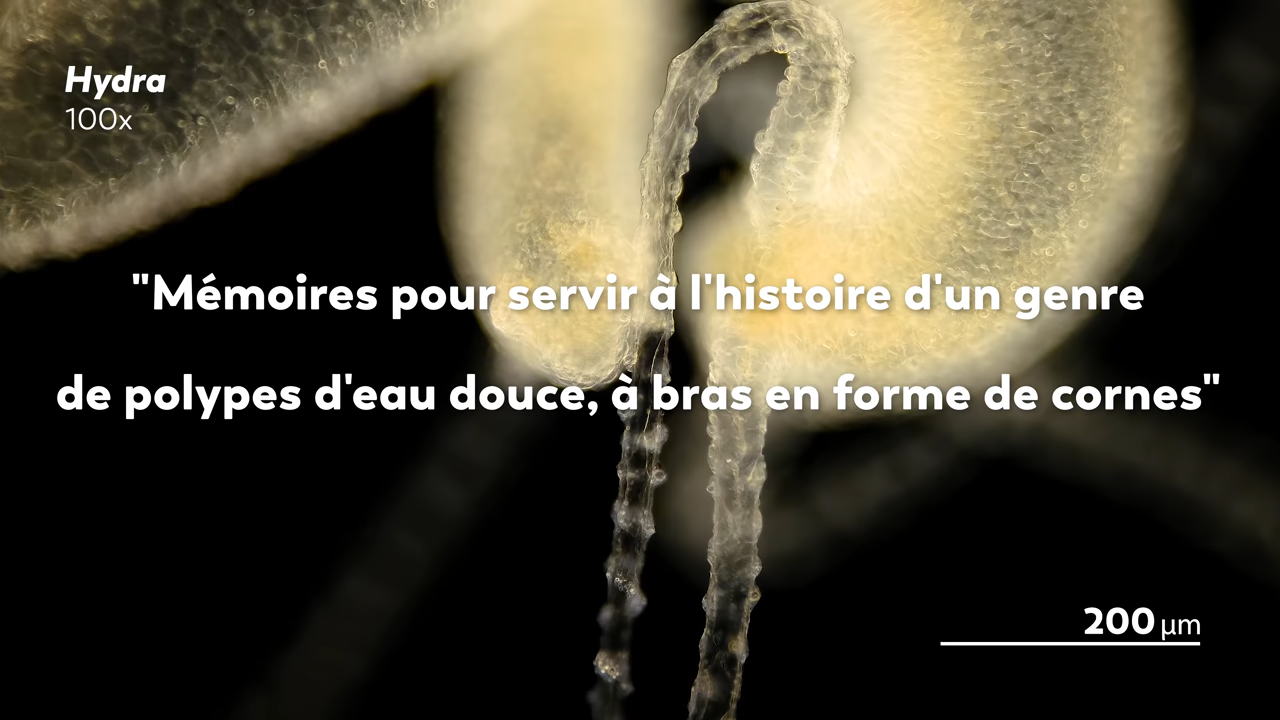 Hydra
100x
"Mémoires pour servir à l'histoire d'un genre
de polypes d'eau douce, à bras en forme de cornes"
200 µm